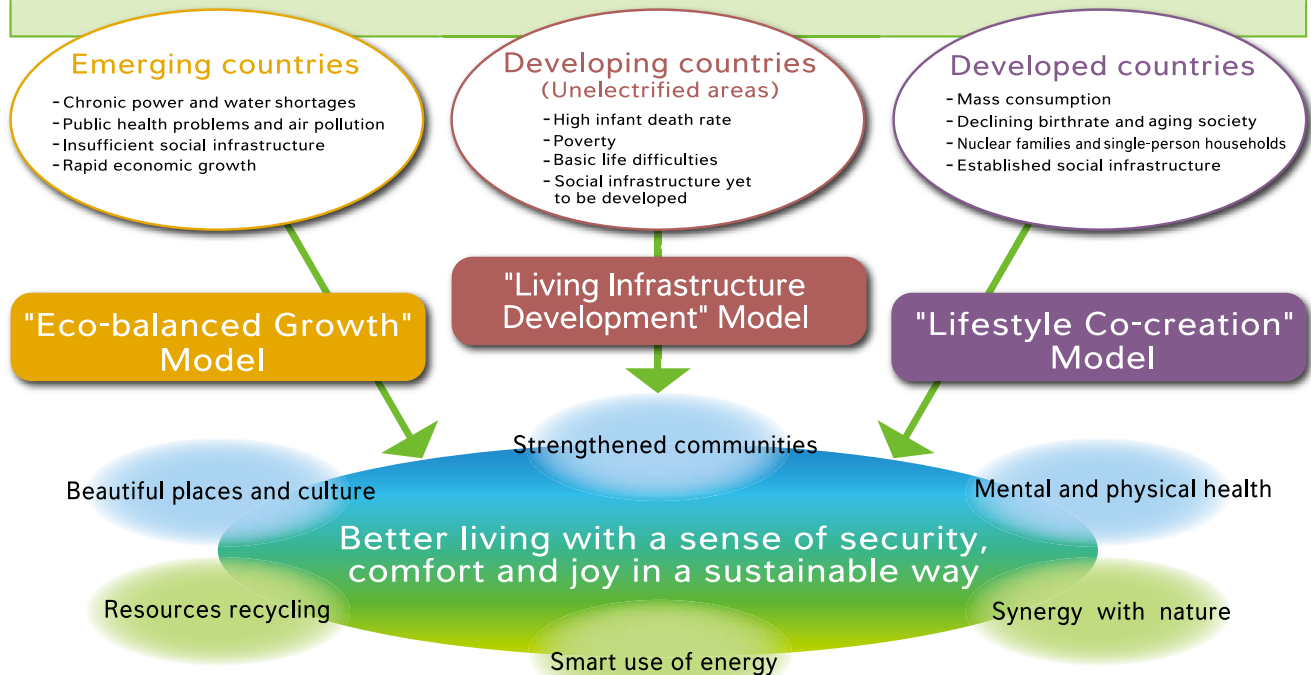 Emerging countries
- Chronic power and water shortages
- Public health problems and air pollution
- Insufficient social infrastructure
- Rapid economic growth
Developing countries
(Unelectrified areas)
- High infant death rate
- Poverty
- Basic life difficulties
- Social infrastructure yet
to be developed
Developed countries
- Mass consumption
- Declining birthrate and aging society
- Nuclear families and single-person households
- Established social infrastructure
"Eco-balanced Growth"
Model
"Living Infrastructure
Development" Model
"Lifestyle Co-creation"
Model
Strengthened communities
Beautiful places and culture
Mental and physical health
Better living with a sense of security,
comfort and joy in a sustainable way
Resources recycling
Synergy with nature
Smart use of energy